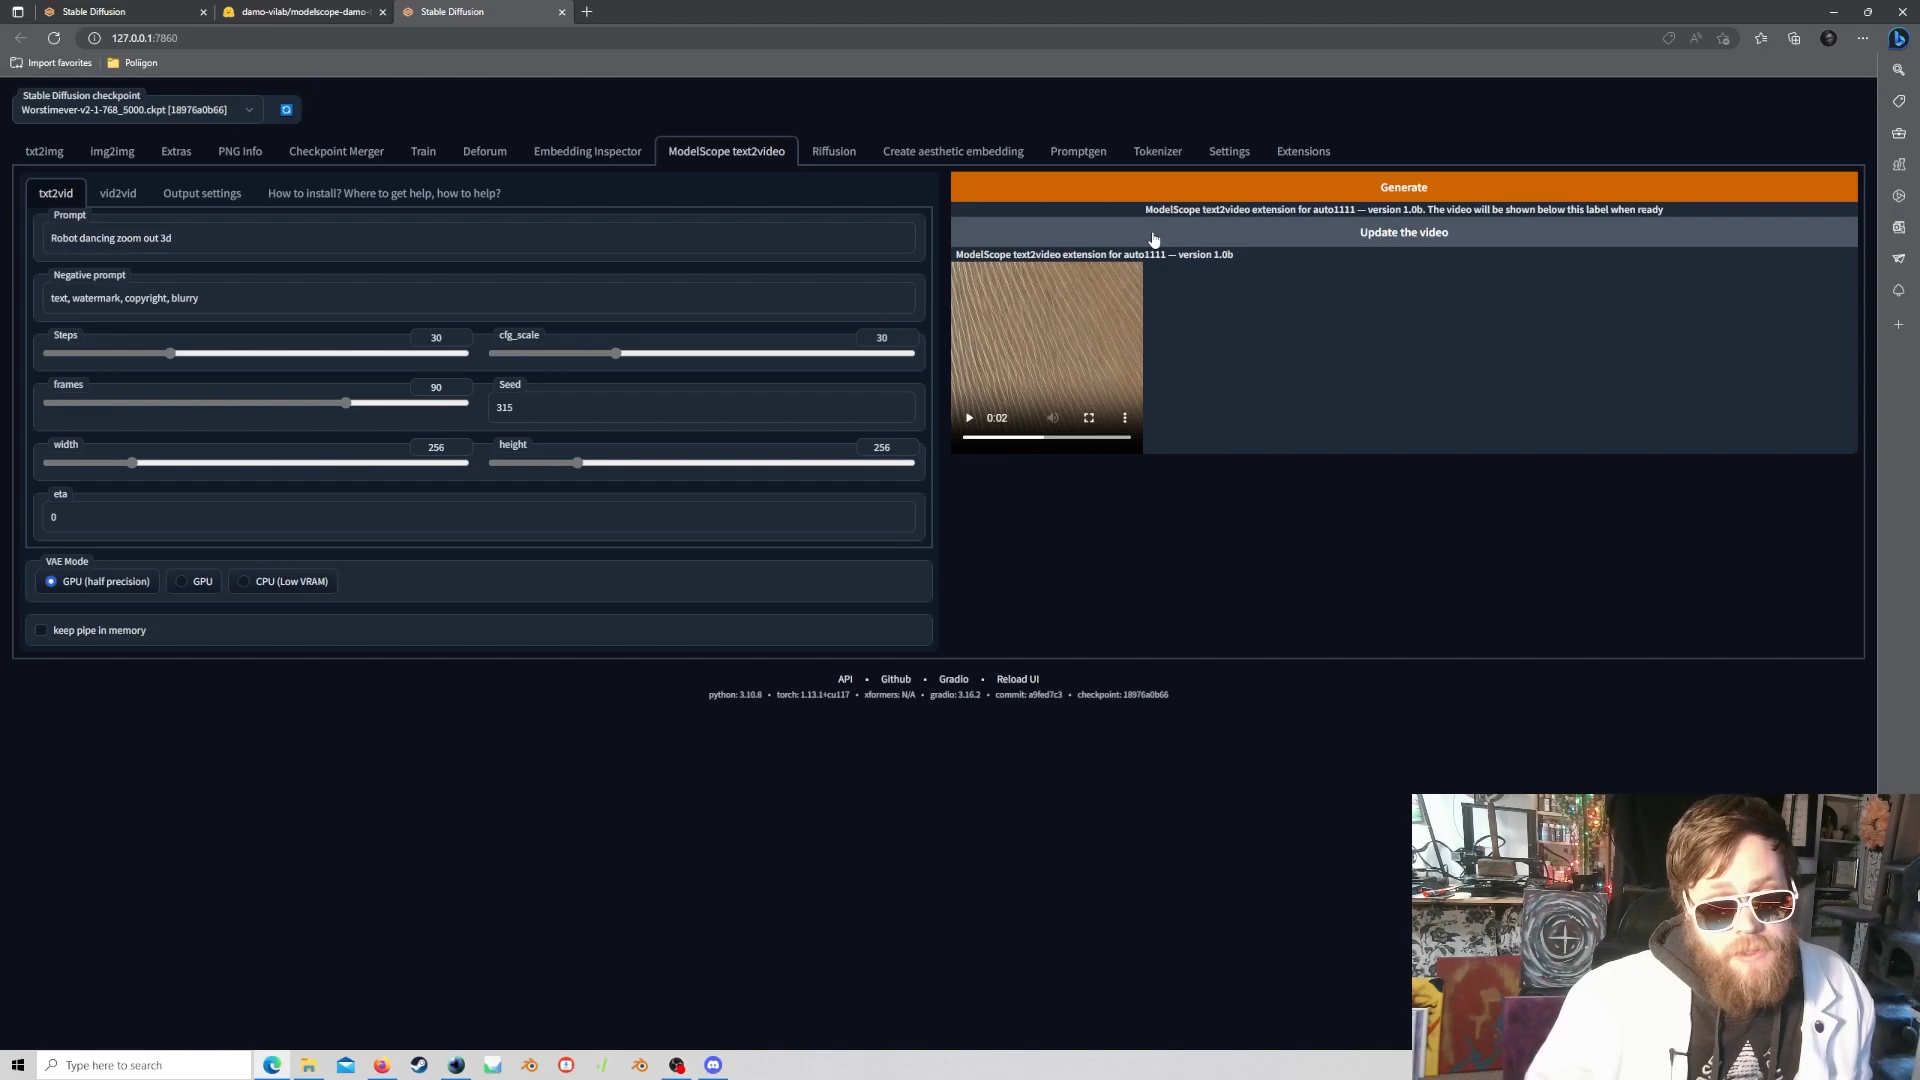 Stable Diffusion
damo-vilab/modelscope-damo-
Stable Diffusion
127.0.0.1:7860
Import favorites
Poliigon
Stable Diffusion checkpoint
Worstimever-v2-1-768_5000.ckpt [18976a0b66]
txt2img
img2img
Extras
PNG Info
Checkpoint Merger
Train
Deforum
Embedding Inspector
ModelScope text2video
Riffusion
Create aesthetic embedding
Promptgen
Tokenizer
Settings
Extensions
txt2vid
vid2vid
Output settings
How to install? Where to get help, how to help?
Prompt
Robot dancing zoom out 3d
Negative prompt
text, watermark, copyright, blurry
Steps
30
cfg_scale
30
frames
90
Seed
315
width
256
height
256
eta
0
VAE Mode
GPU (half precision)
GPU
CPU (Low VRAM)
keep pipe in memory
Generate
ModelScope text2video extension for auto1111 — version 1.0b. The video will be shown below this label when ready
Update the video
ModelScope text2video extension for auto1111 — version 1.0b
0:02
API • Github • Gradio • Reload UI
python: 3.10.8 • torch: 1.13.1+cu117 • xformers: N/A • gradio: 3.16.2 • commit: a9fed7c3 • checkpoint: 18976a0b66
Type here to search